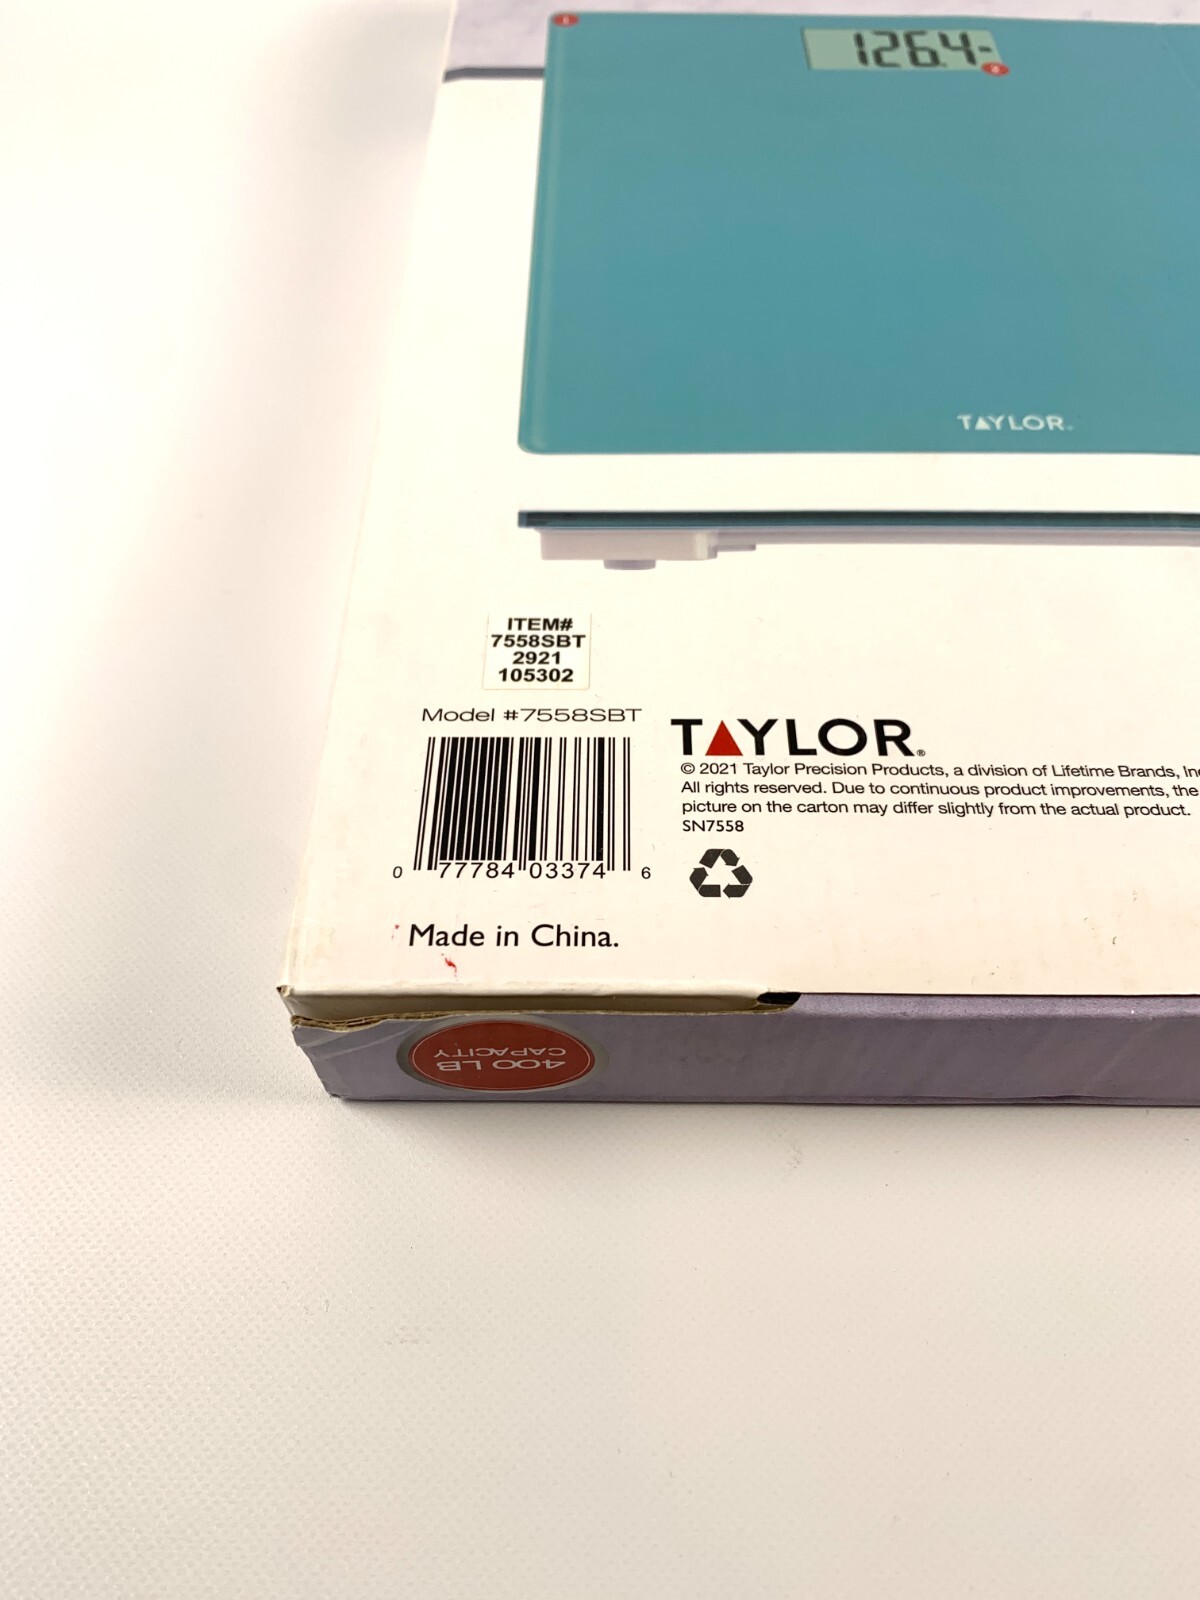 1
126.4
2
TAYLOR
ITEM#
7558SBT
2921
105302
Model #7558SBT
0 77784 03374 6
Made in China.
TAYLOR®
© 2021 Taylor Precision Products, a division of Lifetime Brands, Inc
All rights reserved. Due to continuous product improvements, the
picture on the carton may differ slightly from the actual product.
SN7558
400 LB
CAPACITY